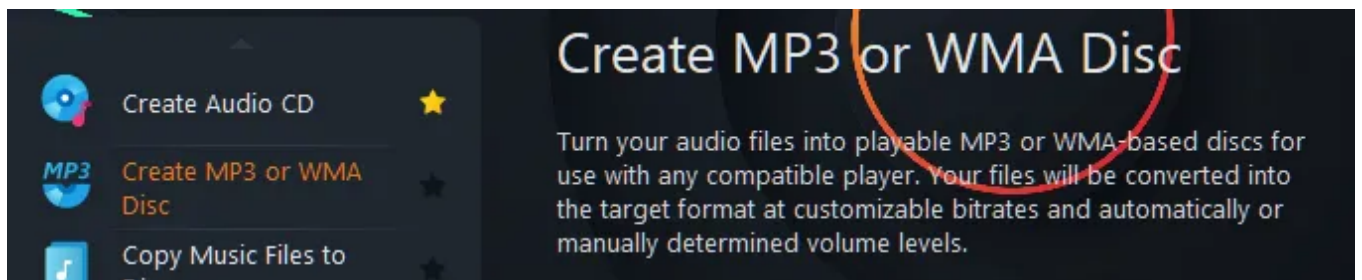 Create Audio CD
MP3
Create MP3 or WMA
Disc
Copy Music Files to
Create MP3 or WMA Disc
Turn your audio files into playable MP3 or WMA-based discs for
use with any compatible player. Your files will be converted into
the target format at customizable bitrates and automatically or
manually determined volume levels.